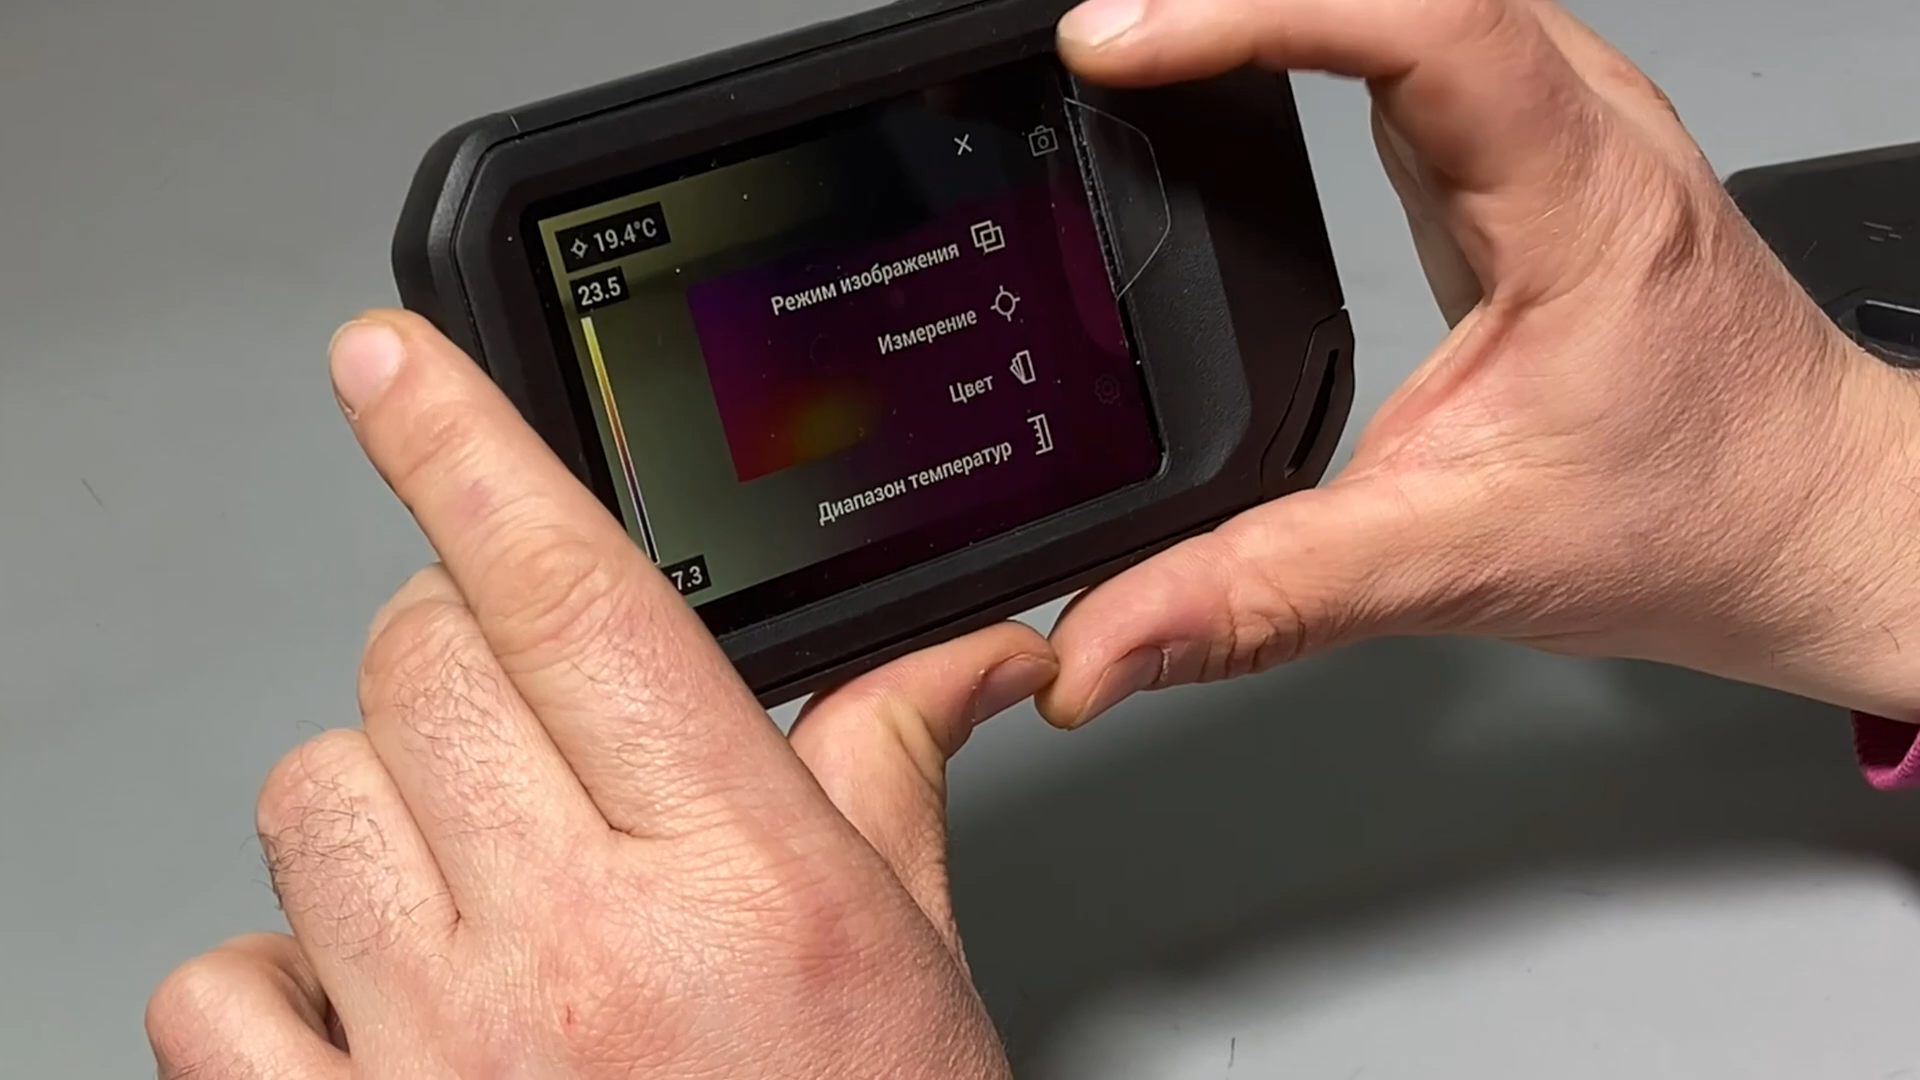 19.4°C
23.5
Режим изображения
Измерение
Цвет
Диапазон температур
7.3